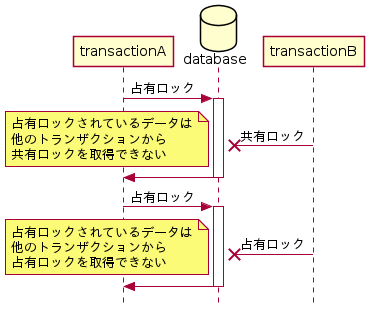 transactionA
database
transactionB
占有ロック
占有ロックされているデータは
他のトランザクションから
共有ロックを取得できない
共有ロック
占有ロック
占有ロックされているデータは
他のトランザクションから
占有ロックを取得できない
占有ロック